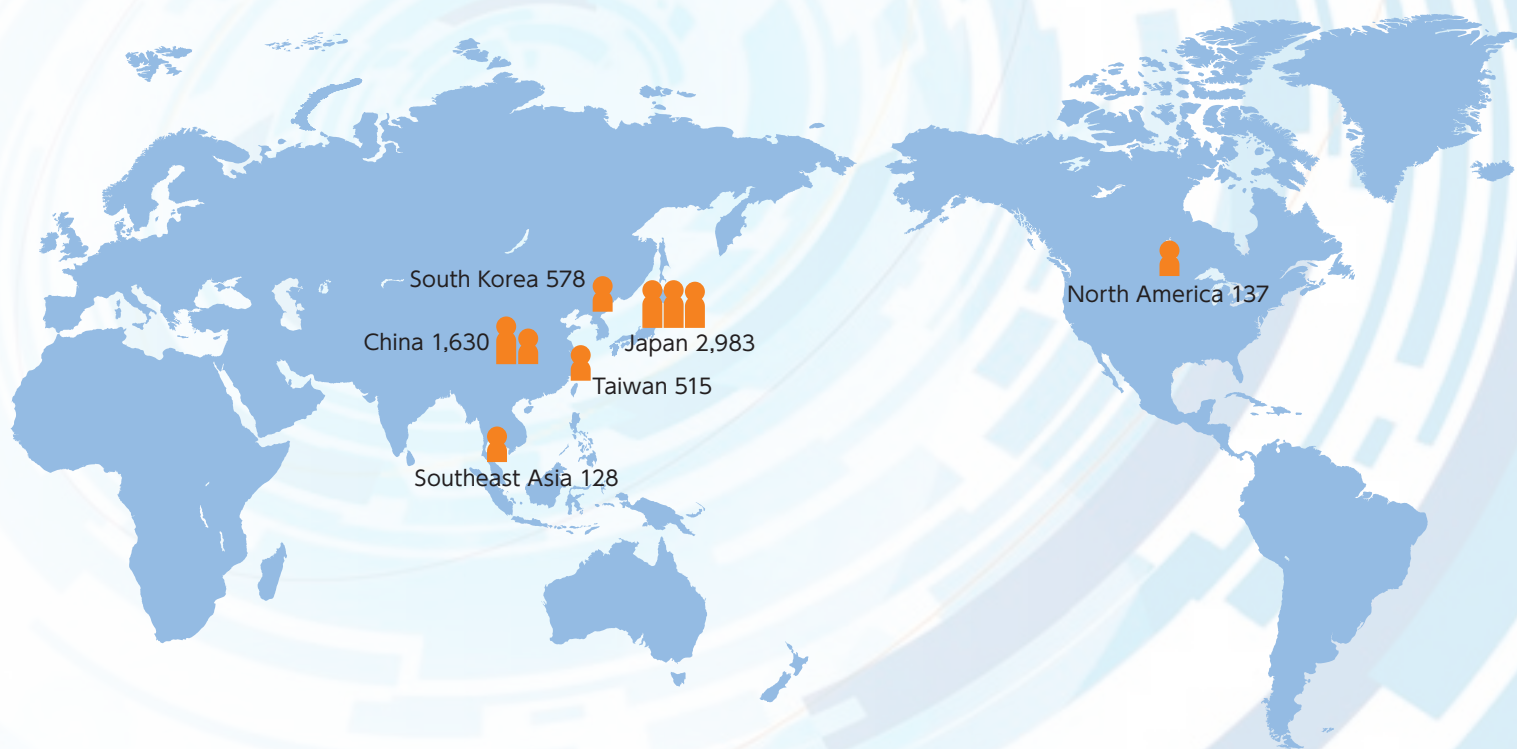 South Korea 578
North America 137
China 1,630
Japan 2,983
Taiwan 515
Southeast Asia 128